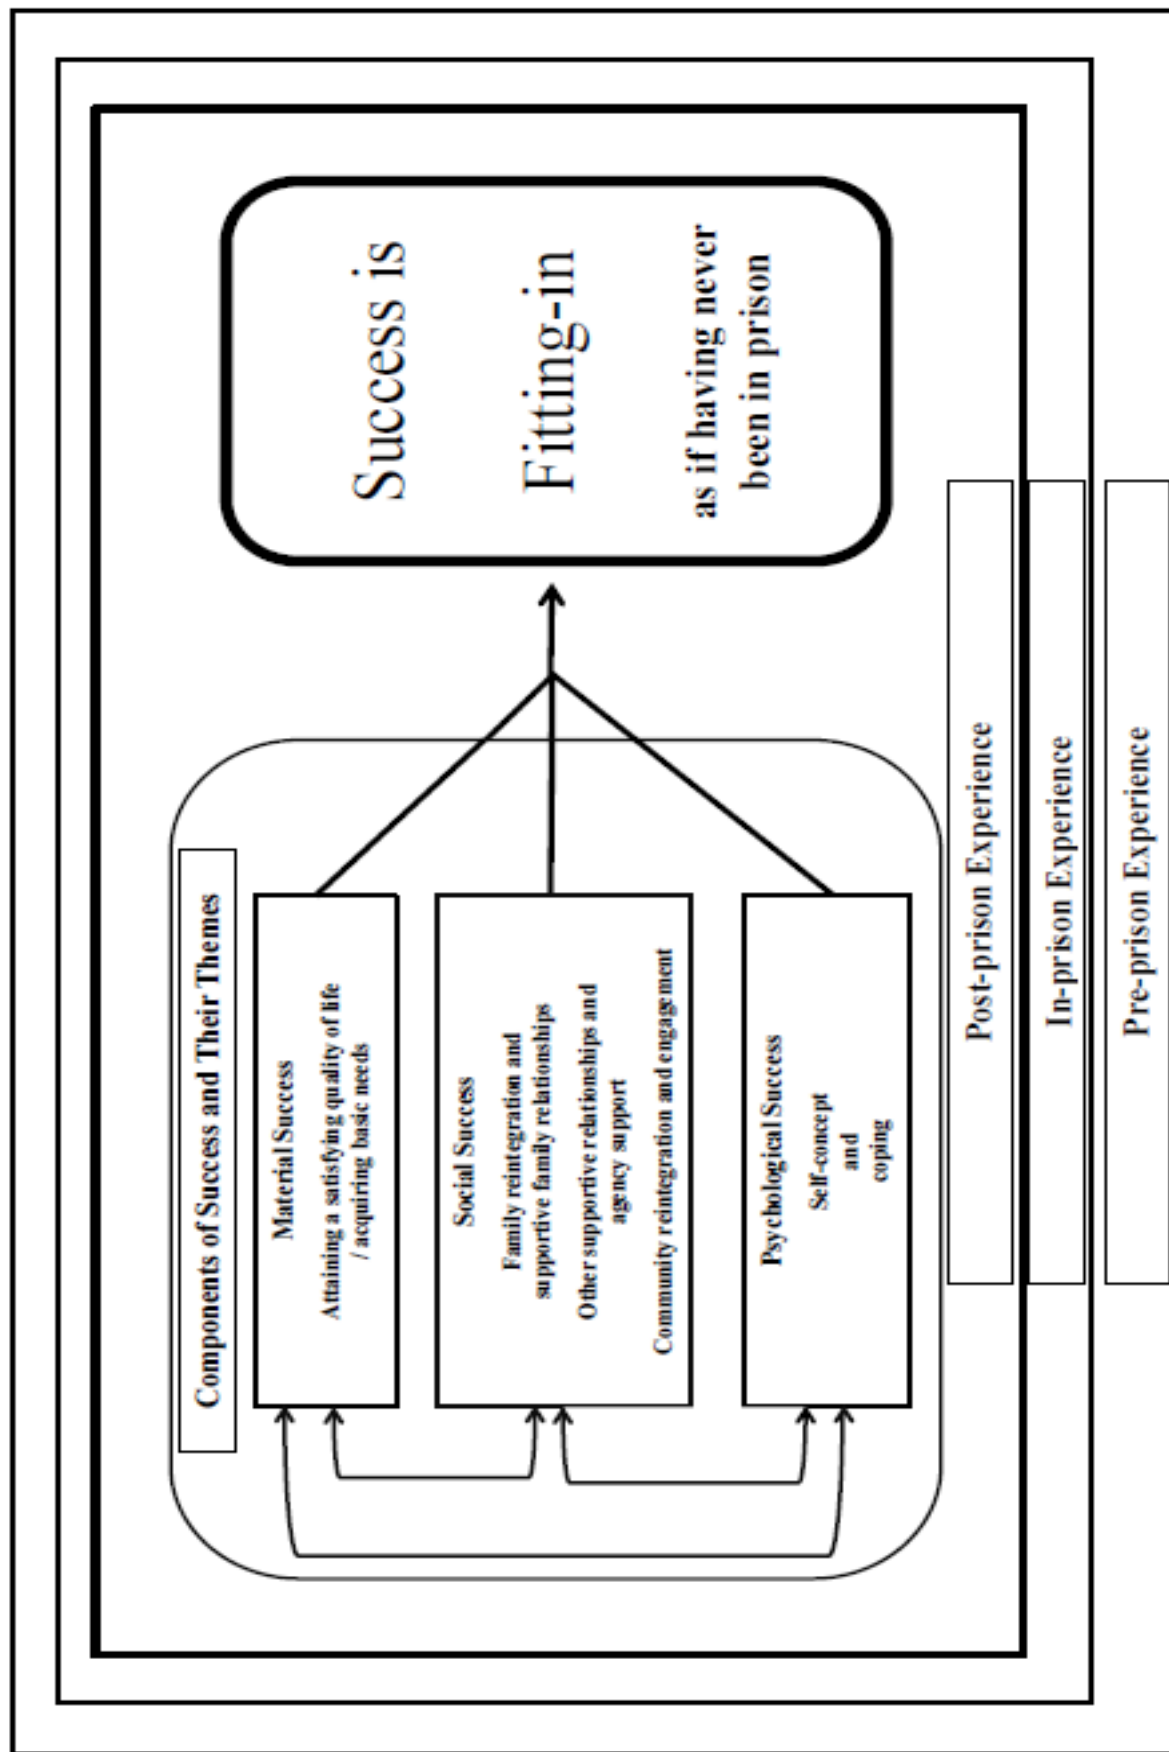 Components of Success and Their Themes
Material Success
Attaining a satisfying quality of life
/ acquiring basic needs
Social Success
Family reintegration and
supportive family relationships
Other supportive relationships and
agency support
Community reintegration and engagement
Psychological Success
Self-concept
and
coping
Success is
Fitting-in
as if having never
been in prison
Post-prison Experience
In-prison Experience
Pre-prison Experience